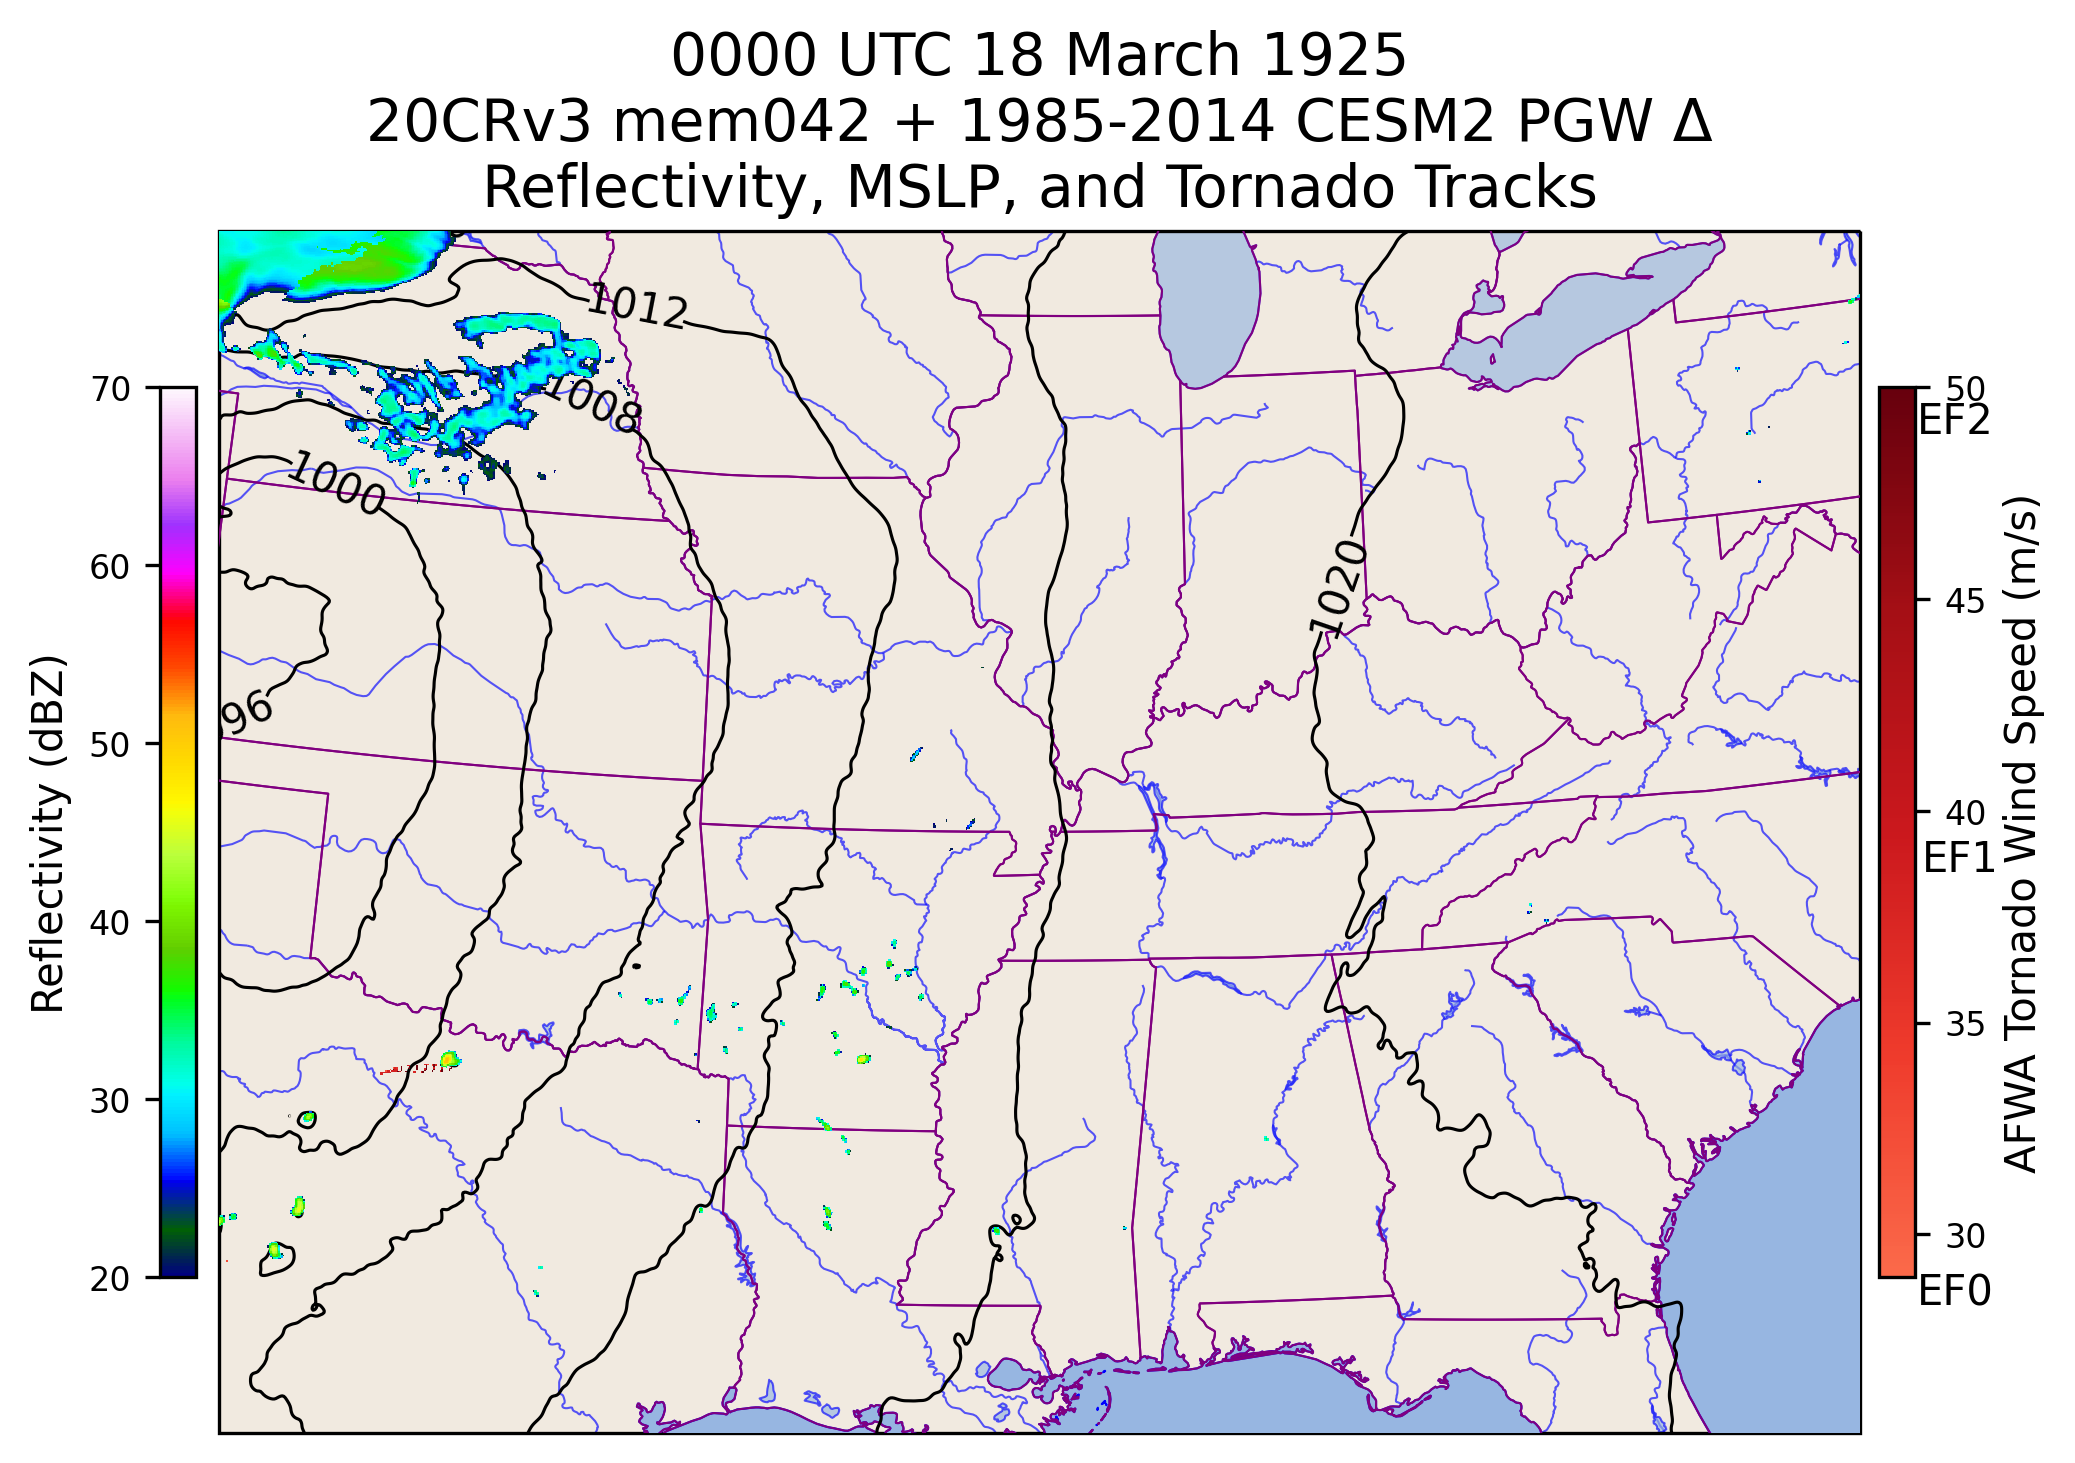 0000 UTC 18 March 1925
20CRv3 mem042 + 1985-2014 CESM2 PGW Δ
Reflectivity, MSLP, and Tornado Tracks
Reflectivity (dBZ)
70
60
50
40
30
20
1012
1008
1000
96
1020
50
EF2
45
40
EF1
35
30
EF0
AFWA Tornado Wind Speed (m/s)